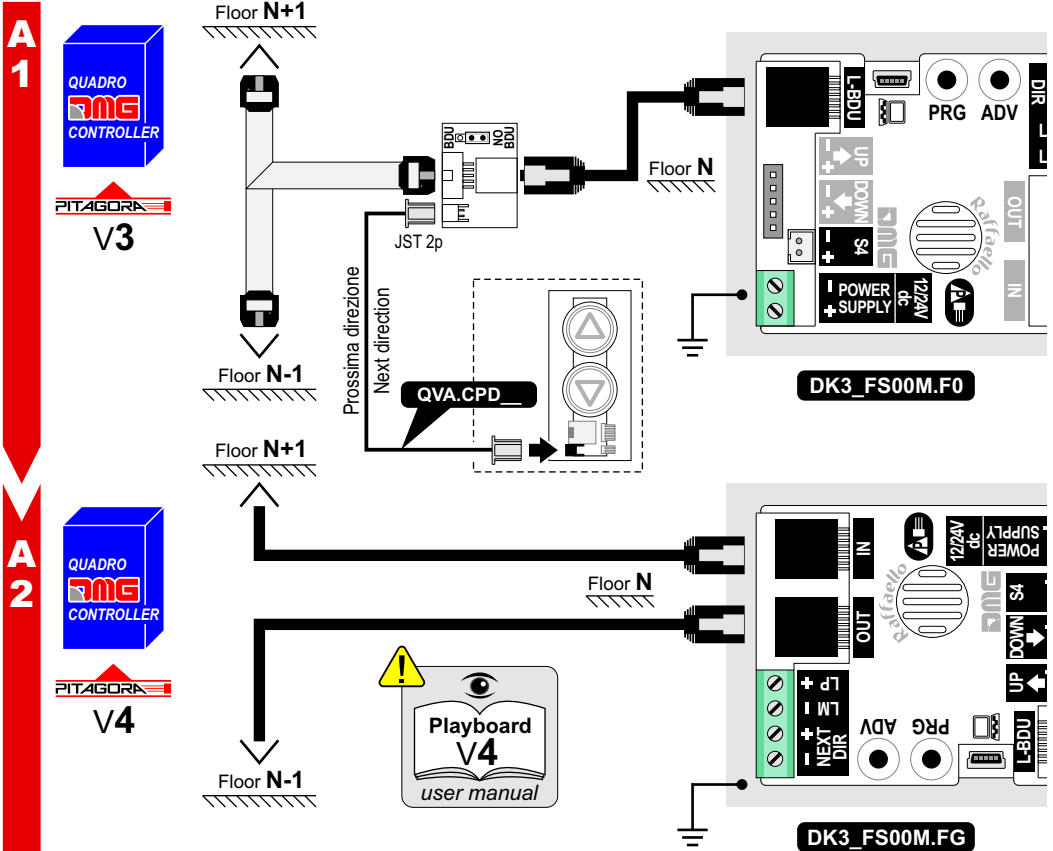 A
1
QUADRO
DMG
CONTROLLER
PITAGORA
V3
Floor N+1
BDU
NO
BDU
JST 2p
Floor N
Prossima direzione
Next direction
QVA.CPD__
Floor N-1
L-BDU
PRG
ADV
DIR
UP
- +
DOWN
- +
S4
- +
DMG
Raffaello
OUT
IN
- POWER
+ SUPPLY
12/24V
dc
DK3_FS00M.F0
A
2
QUADRO
DMG
CONTROLLER
PITAGORA
V4
Floor N+1
Floor N
Floor N-1
Playboard
V4
user manual
IN
OUT
12/24V
dc
POWER
SUPPLY
Raffaello
DMG
S4
DOWN
UP
+ LP
- LM
+ NEXT
- DIR
ADV
PRG
L-BDU
DK3_FS00M.FG